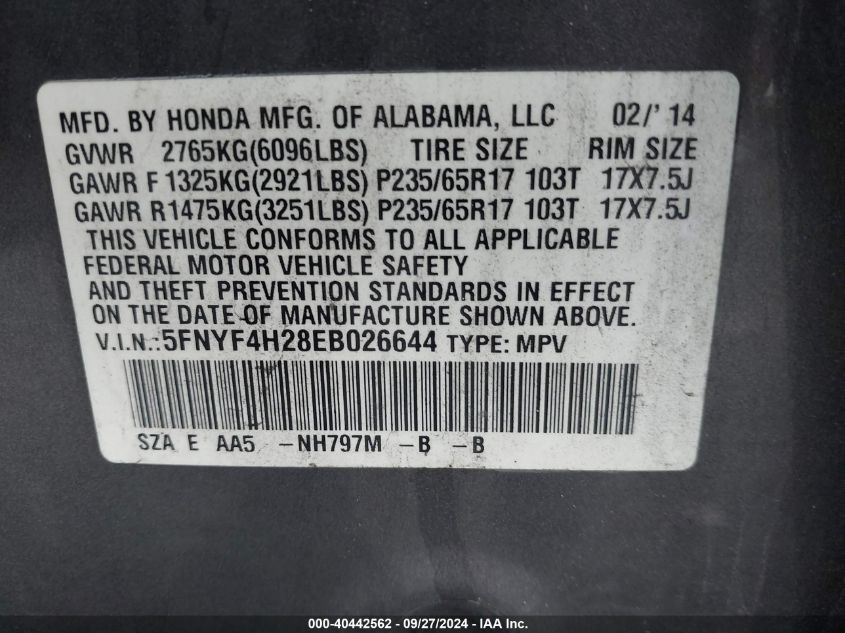 MFD. BY HONDA MFG. OF ALABAMA, LLC 02/' 14
GVWR 2765KG(6096LBS) TIRE SIZE RIM SIZE
GAWR F 1325KG(2921LBS) P235/65R17 103T 17X7.5J
GAWR R1475KG(3251LBS) P235/65R17 103T 17X7.5J
THIS VEHICLE CONFORMS TO ALL APPLICABLE
FEDERAL MOTOR VEHICLE SAFETY
AND THEFT PREVENTION STANDARDS IN EFFECT
ON THE DATE OF MANUFACTURE SHOWN ABOVE.
V.I.N.:5FNYF4H28EB026644 TYPE: MPV
SZA E AA5 -NH797M -B -B
000-40442562 - 09/27/2024 - IAAI.com